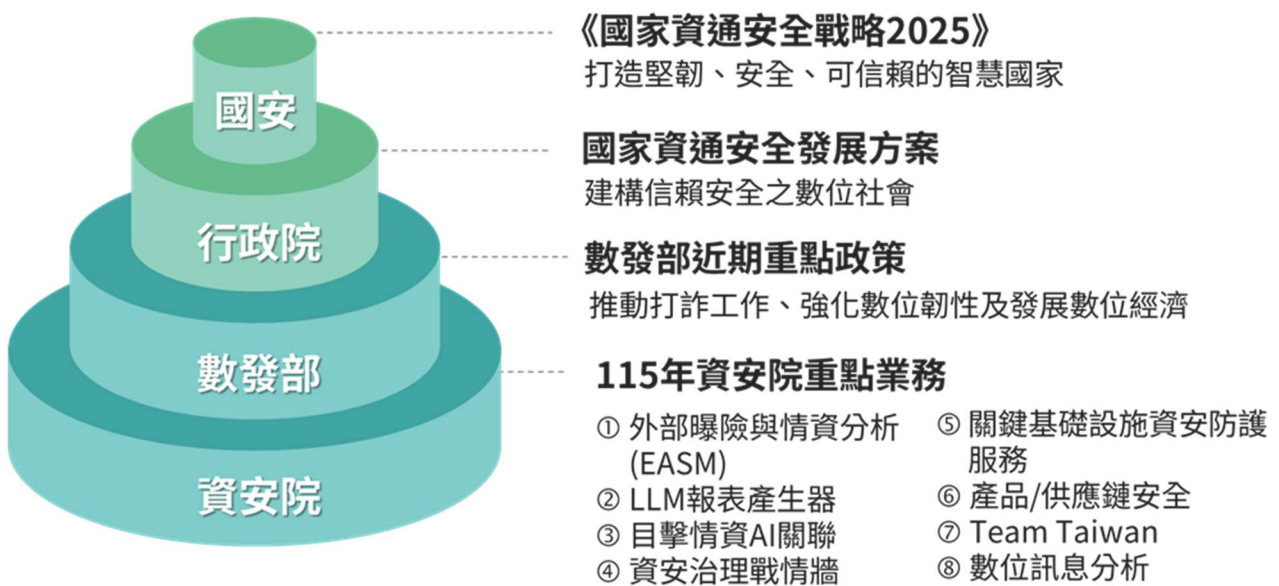 國安
《國家資通安全戰略2025》
打造堅韌、安全、可信賴的智慧國家
行政院
國家資通安全發展方案
建構信賴安全之數位社會
數發部
數發部近期重點政策
推動打詐工作、強化數位韌性及發展數位經濟
資安院
115年資安院重點業務
① 外部曝險與情資分析
(EASM)
② LLM報表產生器
③ 目擊情資AI關聯
④ 資安治理戰情牆
⑤ 關鍵基礎設施資安防護
服務
⑥ 產品/供應鏈安全
⑦ Team Taiwan
⑧ 數位訊息分析